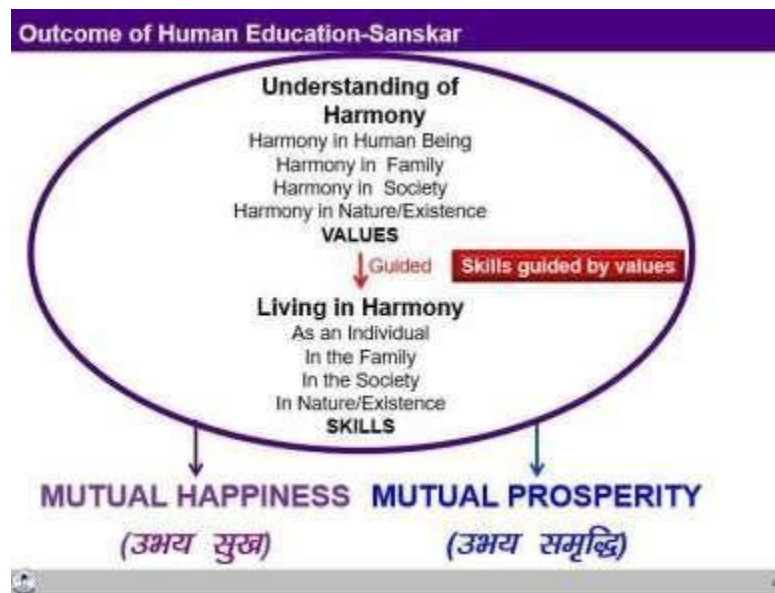 Outcome of Human Education-Sanskar
Understanding of
Harmony
Harmony in Human Being
Harmony in Family
Harmony in Society
Harmony in Nature/Existence
VALUES
Guided
Skills guided by values
Living in Harmony
As an Individual
In the Family
In the Society
In Nature/Existence
SKILLS
MUTUAL HAPPINESS MUTUAL PROSPERITY
(उभय सुख) (उभय समृद्धि)